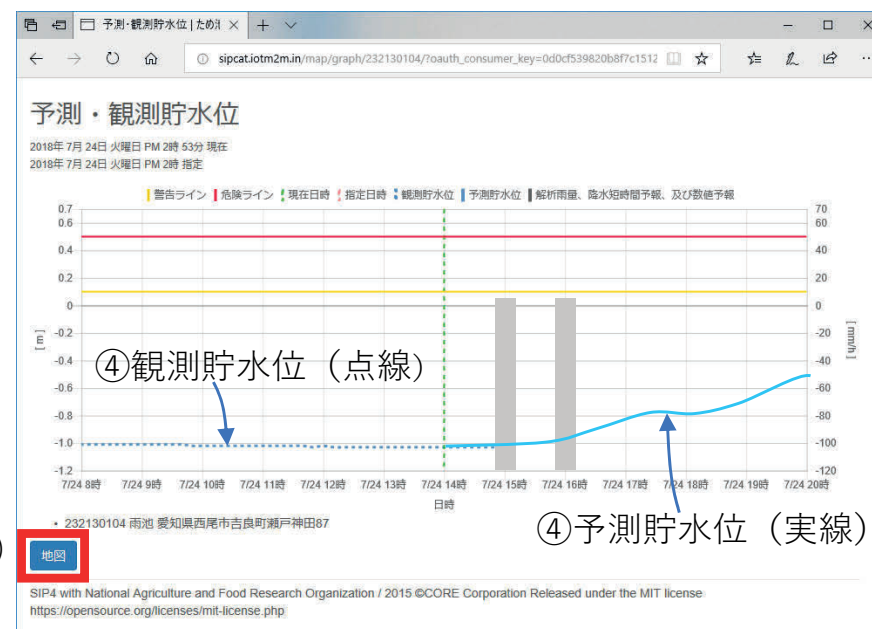 予測・観測貯水位 | ため池
sipcat.iotm2m.in/map/graph/232130104/?oauth_consumer_key=0d0cf539820b8f7c1512
予測・観測貯水位
2018年 7月 24日 火曜日 PM 2時 53分 現在
2018年 7月 24日 火曜日 PM 2時 指定
警告ライン 危険ライン 現在日時 指定日時 観測貯水位 予測貯水位 解析雨量、降水短時間予報、及び数値予報
0.7 70
0.6 60
0.4 40
0.2 20
0 0
-0.2 -20
[ m ] [ mm/h ]
-0.4 -40
④観測貯水位（点線）
-0.6 -60
-0.8 -80
-1.0 -100
-1.2 -120
7/24 8時 7/24 9時 7/24 10時 7/24 11時 7/24 12時 7/24 13時 7/24 14時 7/24 15時 7/24 16時 7/24 17時 7/24 18時 7/24 19時 7/24 20時
日時
• 232130104 雨池 愛知県西尾市吉良町瀬戸神田87
④予測貯水位（実線）
)
地図
SIP4 with National Agriculture and Food Research Organization / 2015 ©CORE Corporation Released under the MIT license
https://opensource.org/licenses/mit-license.php